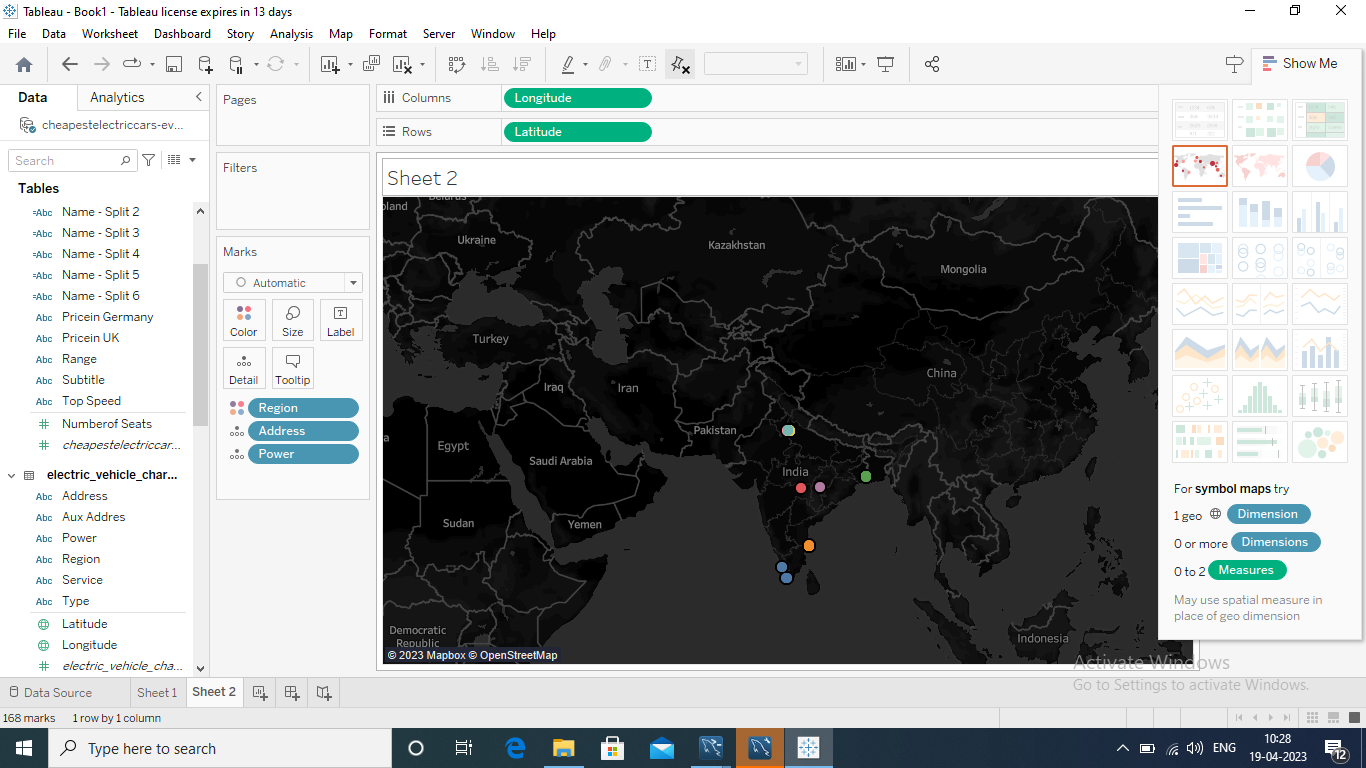 Tableau - Book1 - Tableau license expires in 13 days
File Data Worksheet Dashboard Story Analysis Map Format Server Window Help
Show Me
Data Analytics
cheapestelectriccars-ev...
Search
Tables
Name - Split 2
Name - Split 3
Name - Split 4
Name - Split 5
Name - Split 6
Pricein Germany
Pricein UK
Range
Subtitle
Top Speed
Numberof Seats
cheapestelectriccar...
electric_vehicle_char...
Address
Aux Addres
Power
Region
Service
Type
Latitude
Longitude
electric_vehicle_cha...
Pages
Filters
Marks
Automatic
Color Size Label
Detail Tooltip
Region
Address
Power
Columns Longitude
Rows Latitude
Sheet 2
oland
Belarus
Ukraine
Kazakhstan
Mongolia
Turkey
China
Iraq
Iran
Pakistan
Egypt
Saudi Arabia
India
Sudan
Yemen
Democratic
Republic
Indonesia
© 2023 Mapbox © OpenStreetMap
For symbol maps try
1 geo Dimension
0 or more Dimensions
0 to 2 Measures
May use spatial measure in
place of geo dimension
Activate Windows
Go to Settings to activate Windows.
Data Source Sheet 1 Sheet 2
168 marks 1 row by 1 column
Type here to search
ENG
10:28
19-04-2023
12